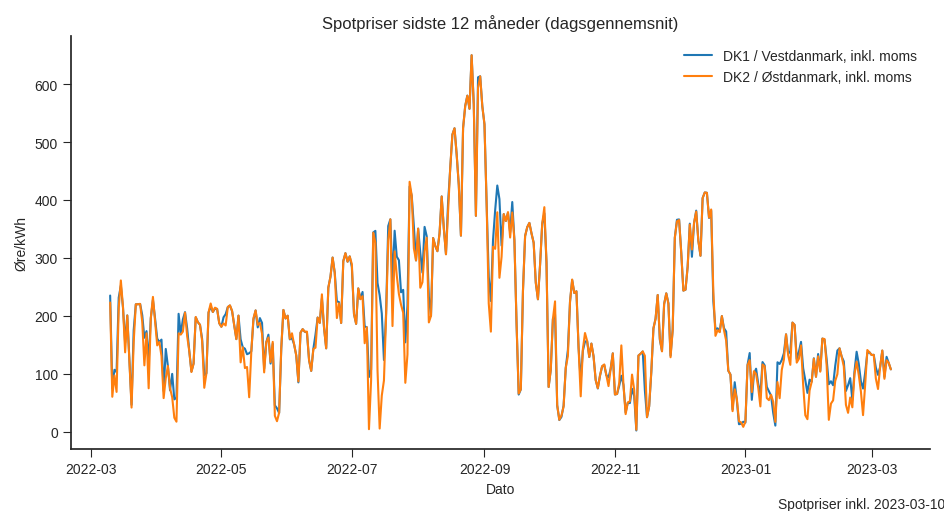 Spotpriser sidste 12 måneder (dagsgennemsnit)
DK1 / Vestdanmark, inkl. moms
DK2 / Østdanmark, inkl. moms
Øre/kWh
600
500
400
300
200
100
0
2022-03 2022-05 2022-07 2022-09 2022-11 2023-01 2023-03
Dato
Spotpriser inkl. 2023-03-10